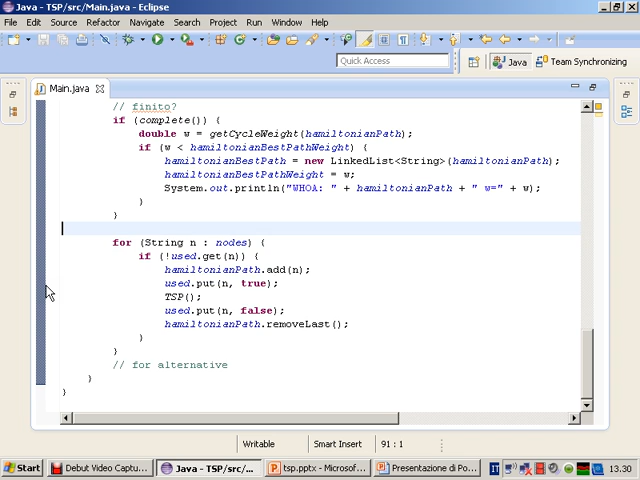 Java - TSP/src/Main.java - Eclipse
File Edit Source Refactor Navigate Search Project Run Window Help
Quick Access
Java
Team Synchronizing
Main.java
// finito?
if (complete()) {
double w = getCycleWeight(hamiltonianPath);
if (w < hamiltonianBestPathWeight) {
hamiltonianBestPath = new LinkedList<String>(hamiltonianPath);
hamiltonianBestPathWeight = w;
System.out.println("WHOA: " + hamiltonianPath + " w=" + w);
}
}
for (String n : nodes) {
if (!used.get(n)) {
hamiltonianPath.add(n);
used.put(n, true);
TSP();
used.put(n, false);
hamiltonianPath.removeLast();
}
}
// for alternative
}
}
Writable Smart Insert 91 : 1
Start Debut Video Captu... Java - TSP/src/... tsp.pptx - Microsof... Presentazione di Po... IT 13.30